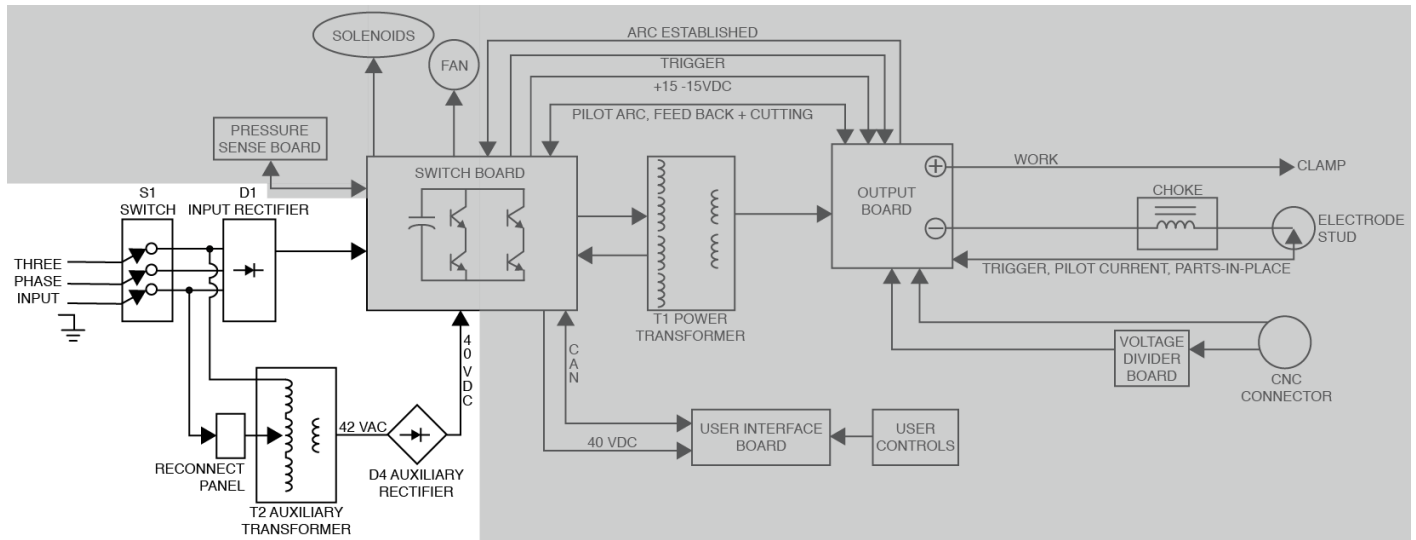 SOLENOIDS
FAN
ARC ESTABLISHED
TRIGGER
+15 -15VDC
PILOT ARC, FEED BACK + CUTTING
PRESSURE
SENSE BOARD
SWITCH BOARD
OUTPUT
BOARD
WORK
CLAMP
CHOKE
ELECTRODE
STUD
TRIGGER, PILOT CURRENT, PARTS-IN-PLACE
S1
SWITCH
D1
INPUT RECTIFIER
THREE
PHASE
INPUT
T1 POWER
TRANSFORMER
40 VDC
CAN
VOLTAGE
DIVIDER
BOARD
CNC
CONNECTOR
RECONNECT
PANEL
42 VAC
D4 AUXILIARY
RECTIFIER
T2 AUXILIARY
TRANSFORMER
40 VDC
USER INTERFACE
BOARD
USER
CONTROLS